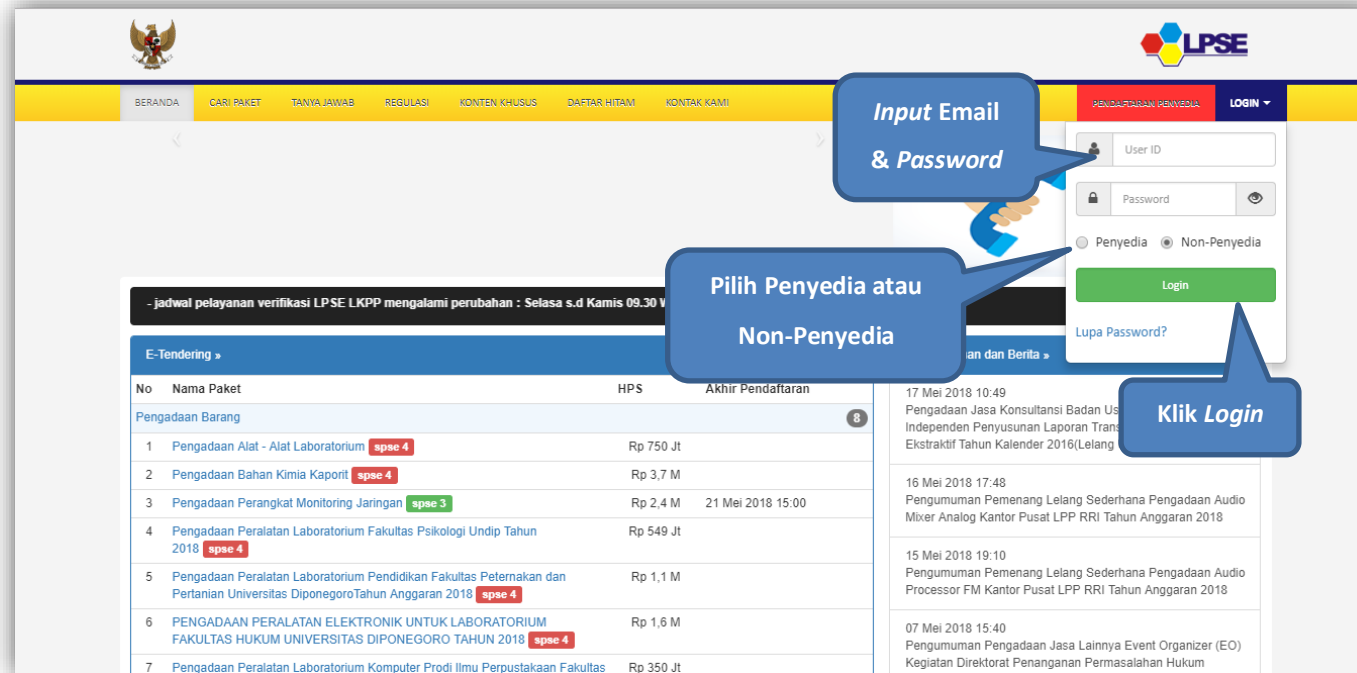 LPSE
BERANDA CARI PAKET TANYA JAWAB REGULASI KONTEN KHUSUS DAFTAR HITAM KONTAK KAMI PENDAFTARAN PENYEDIA LOGIN
Input Email
& Password
User ID
Password
Penyedia Non-Penyedia
Login
Lupa Password?
Pilih Penyedia atau
Non-Penyedia
Klik Login
- jadwal pelayanan verifikasi LPSE LKPP mengalami perubahan : Selasa s.d Kamis 09.30
E-Tendering »
No Nama Paket HPS Akhir Pendaftaran
Pengadaan Barang 8
1 Pengadaan Alat - Alat Laboratorium spse 4 Rp 750 Jt
2 Pengadaan Bahan Kimia Kaporit spse 4 Rp 3,7 M
3 Pengadaan Perangkat Monitoring Jaringan spse 3 Rp 2,4 M 21 Mei 2018 15:00
4 Pengadaan Peralatan Laboratorium Fakultas Psikologi Undip Tahun Rp 549 Jt
2018 spse 4
5 Pengadaan Peralatan Laboratorium Pendidikan Fakultas Peternakan dan Rp 1,1 M
Pertanian Universitas DiponegoroTahun Anggaran 2018 spse 4
6 PENGADAAN PERALATAN ELEKTRONIK UNTUK LABORATORIUM Rp 1,6 M
FAKULTAS HUKUM UNIVERSITAS DIPONEGORO TAHUN 2018 spse 4
7 Pengadaan Peralatan Laboratorium Komputer Prodi Ilmu Perpustakaan Fakultas Rp 350 Jt
dan Berita »
17 Mei 2018 10:49
Pengadaan Jasa Konsultansi Badan
Independen Penyusunan Laporan
Ekstraktif Tahun Kalender 2016(Lelang
16 Mei 2018 17:48
Pengumuman Pemenang Lelang Sederhana Pengadaan Audio
Mixer Analog Kantor Pusat LPP RRI Tahun Anggaran 2018
15 Mei 2018 19:10
Pengumuman Pemenang Lelang Sederhana Pengadaan Audio
Processor FM Kantor Pusat LPP RRI Tahun Anggaran 2018
07 Mei 2018 15:40
Pengumuman Pengadaan Jasa Lainnya Event Organizer (EO)
Kegiatan Direktorat Penanganan Permasalahan Hukum